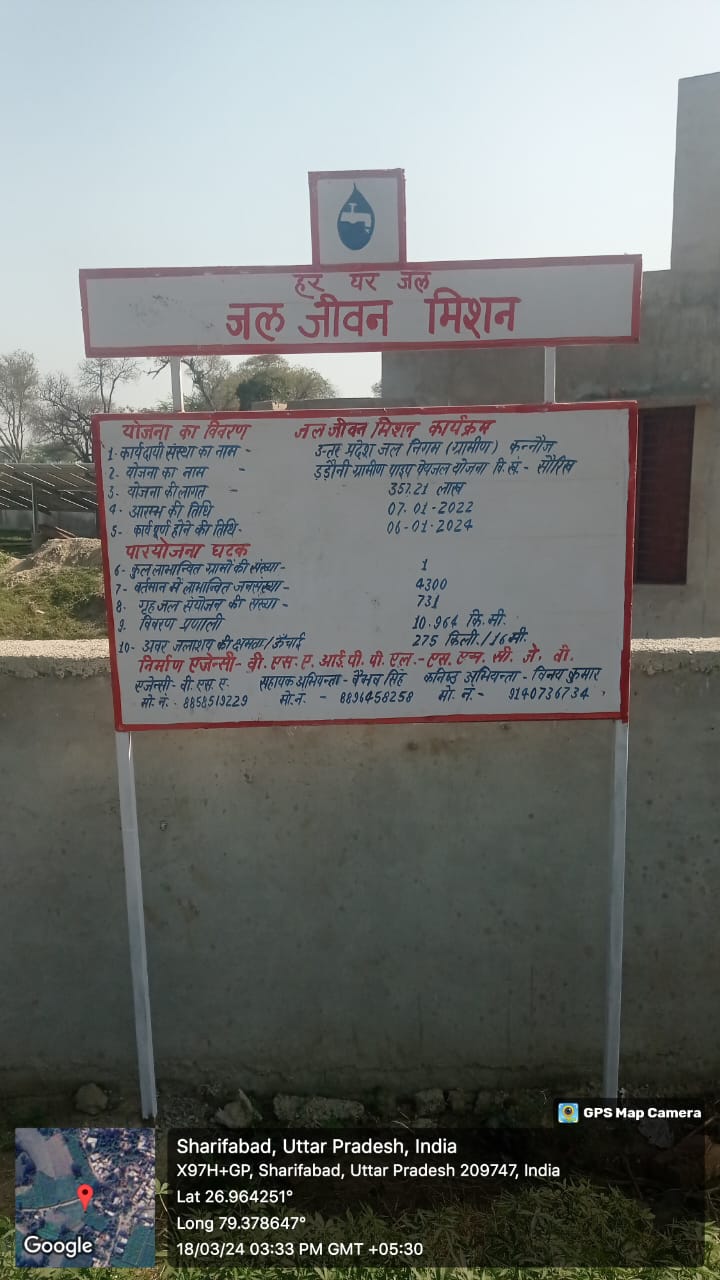 हर घर जल
जल जीवन मिशन
योजना का विवरण जल जीवन मिशन कार्यक्रम
1- कार्यदायी संस्था का नाम - उत्तर प्रदेश जल निगम (ग्रामीण) कन्नौज
2- योजना का नाम - ग्रामीण पाइप पेयजल योजना वि.खं.- सौरिख
3- योजना की लागत - 357.21 लाख
4- आरम्भ की तिथि 07-01-2022
5- कार्य पूर्ण होने की तिथि- 06-01-2024
परियोजना घटक
6- कुल लाभान्वित ग्रामों की संख्या- 1
7- वर्तमान में लाभान्वित जनसंख्या- 4300
8- गृह जल संयोजन की संख्या - 731
9- विवरण प्रणाली 10.964 कि.मी.
10- अवर जलाशय की क्षमता/ऊँचाई 275 किली./16 मी.
निर्माण एजेन्सी- वी.एस.ए.आई.पी.पी.एल.-एस.एम.सी.जे.वी.
एजेन्सी- वी.एस.ए. सहायक अभियन्ता- वैभव सिंह कनिष्ठ अभियन्ता - विनय कुमार
मो.नं.- 8858519229 मो.नं.- 8896458258 मो.नं.- 9140736734
GPS Map Camera
Sharifabad, Uttar Pradesh, India
X97H+GP, Sharifabad, Uttar Pradesh 209747, India
Lat 26.964251°
Long 79.378647°
18/03/24 03:33 PM GMT +05:30
Google